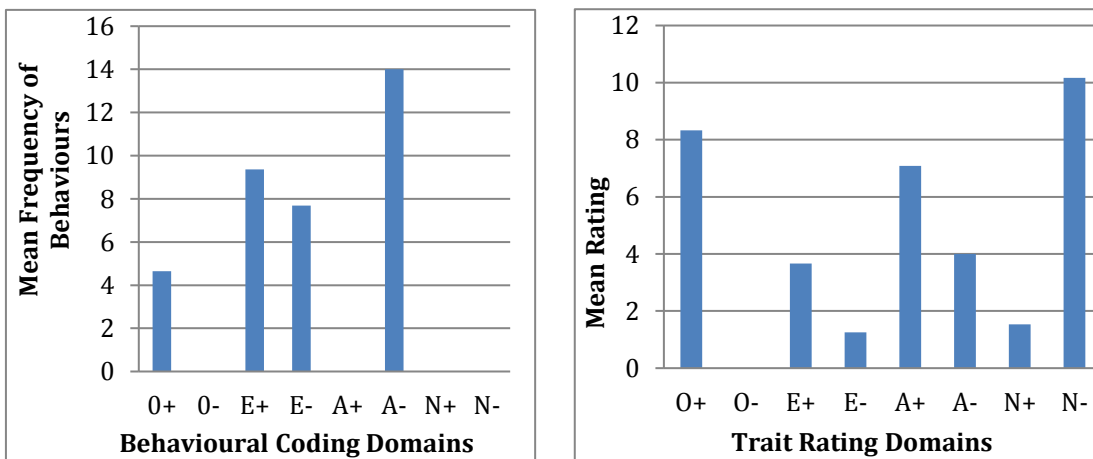 Mean Frequency of
Behaviours
16
14
12
10
8
6
4
2
0
0+ 0- E+ E- A+ A- N+ N-
Behavioural Coding Domains
Mean Rating
12
10
8
6
4
2
0
O+ O- E+ E- A+ A- N+ N-
Trait Rating Domains